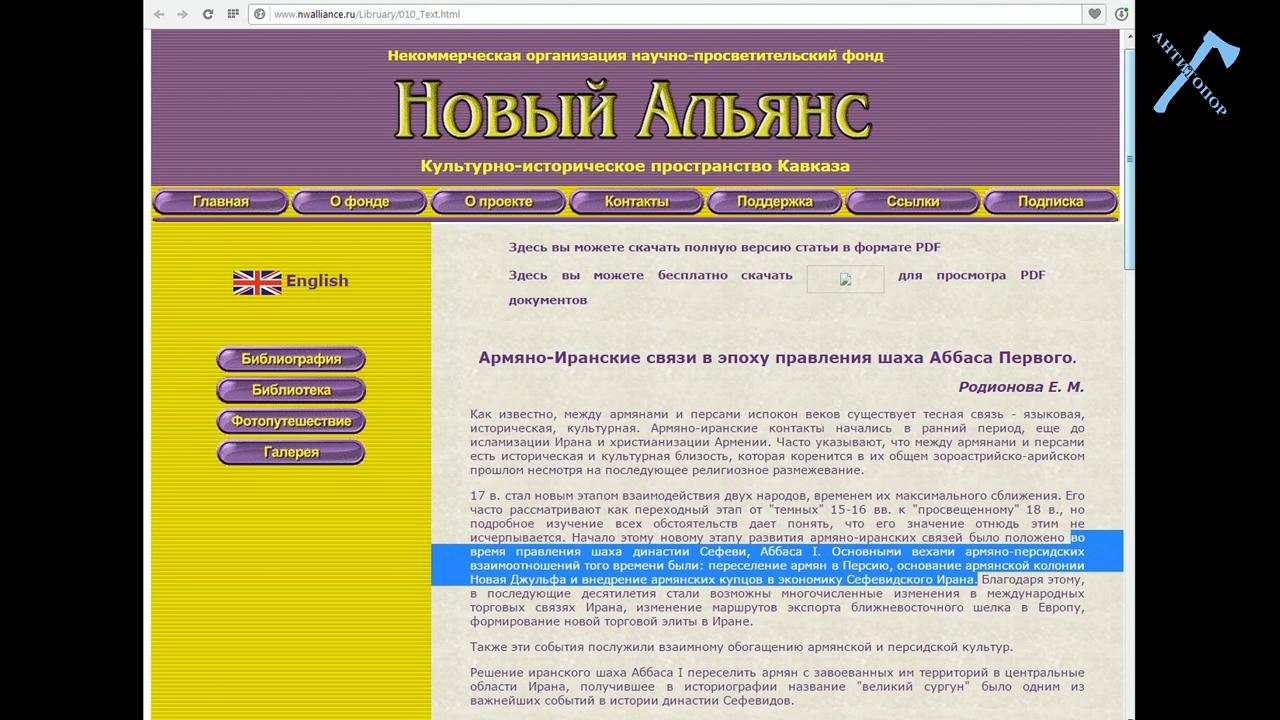 www.nwalliance.ru/Libruary/010_Text.html
АНТИТОПОР
Некоммерческая организация научно-просветительский фонд
Новый Альянс
Культурно-историческое пространство Кавказа
Главная О фонде О проекте Контакты Поддержка Ссылки Подписка
English
Библиография
Библиотека
Фотопутешествие
Галерея
Здесь вы можете скачать полную версию статьи в формате PDF
Здесь вы можете бесплатно скачать для просмотра PDF
документов
Армяно-Иранские связи в эпоху правления шаха Аббаса Первого.
Родионова Е. М.
Как известно, между армянами и персами испокон веков существует тесная связь - языковая,
историческая, культурная. Армяно-иранские контакты начались в ранний период, еще до
исламизации Ирана и христианизации Армении. Часто указывают, что между армянами и персами
есть историческая и культурная близость, которая коренится в их общем зороастрийско-арийском
прошлом несмотря на последующее религиозное размежевание.
17 в. стал новым этапом взаимодействия двух народов, временем их максимального сближения. Его
часто рассматривают как переходный этап от "темных" 15-16 вв. к "просвещенному" 18 в., но
подробное изучение всех обстоятельств дает понять, что его значение отнюдь этим не
исчерпывается. Начало этому новому этапу развития армяно-иранских связей было положено во
время правления шаха династии Сефеви, Аббаса I. Основными вехами армяно-персидских
взаимоотношений того времени были: переселение армян в Персию, основание армянской колонии
Новая Джульфа и внедрение армянских купцов в экономику Сефевидского Ирана. Благодаря этому,
в последующие десятилетия стали возможны многочисленные изменения в международных
торговых связях Ирана, изменение маршрутов экспорта ближневосточного шелка в Европу,
формирование новой торговой элиты в Иране.
Также эти события послужили взаимному обогащению армянской и персидской культур.
Решение иранского шаха Аббаса I переселить армян с завоеванных им территорий в центральные
области Ирана, получившее в историографии название "великий сургун" было одним из
важнейших событий в истории династии Сефевидов.